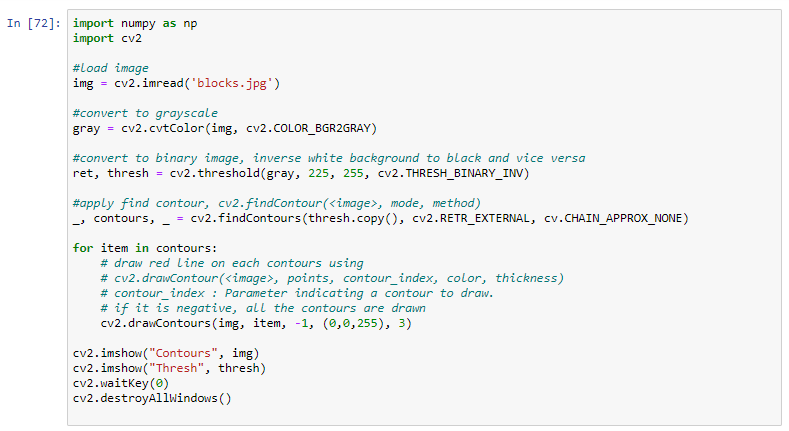 In [72]: import numpy as np
import cv2
#load image
img = cv2.imread('blocks.jpg')
#convert to grayscale
gray = cv2.cvtColor(img, cv2.COLOR_BGR2GRAY)
#convert to binary image, inverse white background to black and vice versa
ret, thresh = cv2.threshold(gray, 225, 255, cv2.THRESH_BINARY_INV)
#apply find contour, cv2.findContour(<image>, mode, method)
_, contours, _ = cv2.findContours(thresh.copy(), cv2.RETR_EXTERNAL, cv.CHAIN_APPROX_NONE)
for item in contours:
    # draw red line on each contours using
    # cv2.drawContour(<image>, points, contour_index, color, thickness)
    # contour_index : Parameter indicating a contour to draw.
    # if it is negative, all the contours are drawn
    cv2.drawContours(img, item, -1, (0,0,255), 3)
cv2.imshow("Contours", img)
cv2.imshow("Thresh", thresh)
cv2.waitKey(0)
cv2.destroyAllWindows()